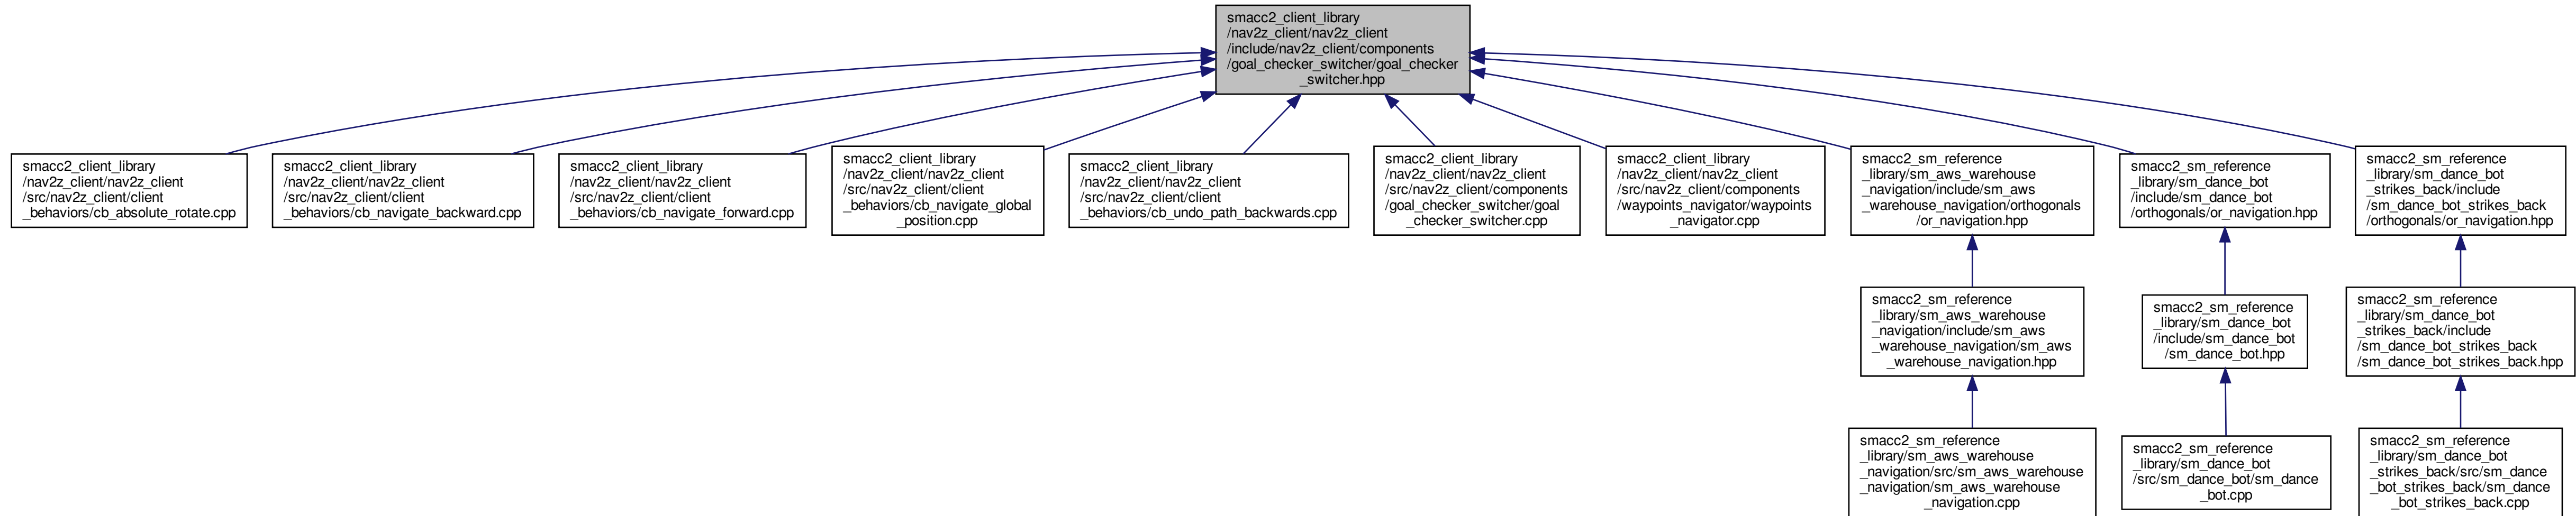 smacc2_client_library
/nav2z_client/nav2z_client
/include/nav2z_client/components
/goal_checker_switcher/goal_checker
_switcher.hpp
smacc2_client_library
/nav2z_client/nav2z_client
/src/nav2z_client/client
_behaviors/cb_absolute_rotate.cpp
smacc2_client_library
/nav2z_client/nav2z_client
/src/nav2z_client/client
_behaviors/cb_navigate_backward.cpp
smacc2_client_library
/nav2z_client/nav2z_client
/src/nav2z_client/client
_behaviors/cb_navigate_forward.cpp
smacc2_client_library
/nav2z_client/nav2z_client
/src/nav2z_client/client
_behaviors/cb_navigate_global
_position.cpp
smacc2_client_library
/nav2z_client/nav2z_client
/src/nav2z_client/client
_behaviors/cb_undo_path_backwards.cpp
smacc2_client_library
/nav2z_client/nav2z_client
/src/nav2z_client/components
/goal_checker_switcher/goal
_checker_switcher.cpp
smacc2_client_library
/nav2z_client/nav2z_client
/src/nav2z_client/components
/waypoints_navigator/waypoints
_navigator.cpp
smacc2_sm_reference
_library/sm_aws_warehouse
_navigation/include/sm_aws
_warehouse_navigation/orthogonals
/or_navigation.hpp
smacc2_sm_reference
_library/sm_dance_bot
/include/sm_dance_bot
/orthogonals/or_navigation.hpp
smacc2_sm_reference
_library/sm_dance_bot
_strikes_back/include
/sm_dance_bot_strikes_back
/orthogonals/or_navigation.hpp
smacc2_sm_reference
_library/sm_aws_warehouse
_navigation/include/sm_aws
_warehouse_navigation/sm_aws
_warehouse_navigation.hpp
smacc2_sm_reference
_library/sm_dance_bot
/include/sm_dance_bot
/sm_dance_bot.hpp
smacc2_sm_reference
_library/sm_dance_bot
_strikes_back/include
/sm_dance_bot_strikes_back
/sm_dance_bot_strikes_back.hpp
smacc2_sm_reference
_library/sm_aws_warehouse
_navigation/src/sm_aws_warehouse
_navigation/sm_aws_warehouse
_navigation.cpp
smacc2_sm_reference
_library/sm_dance_bot
/src/sm_dance_bot/sm_dance
_bot.cpp
smacc2_sm_reference
_library/sm_dance_bot
_strikes_back/src/sm_dance
_bot_strikes_back/sm_dance
_bot_strikes_back.cpp